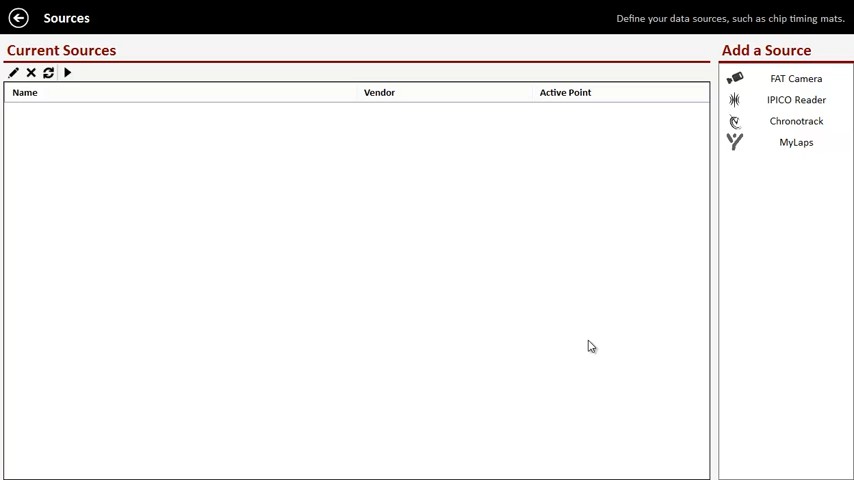 Sources
Define your data sources, such as chip timing mats.
Current Sources
Add a Source
Name Vendor Active Point
FAT Camera
IPICO Reader
Chronotrack
MyLaps